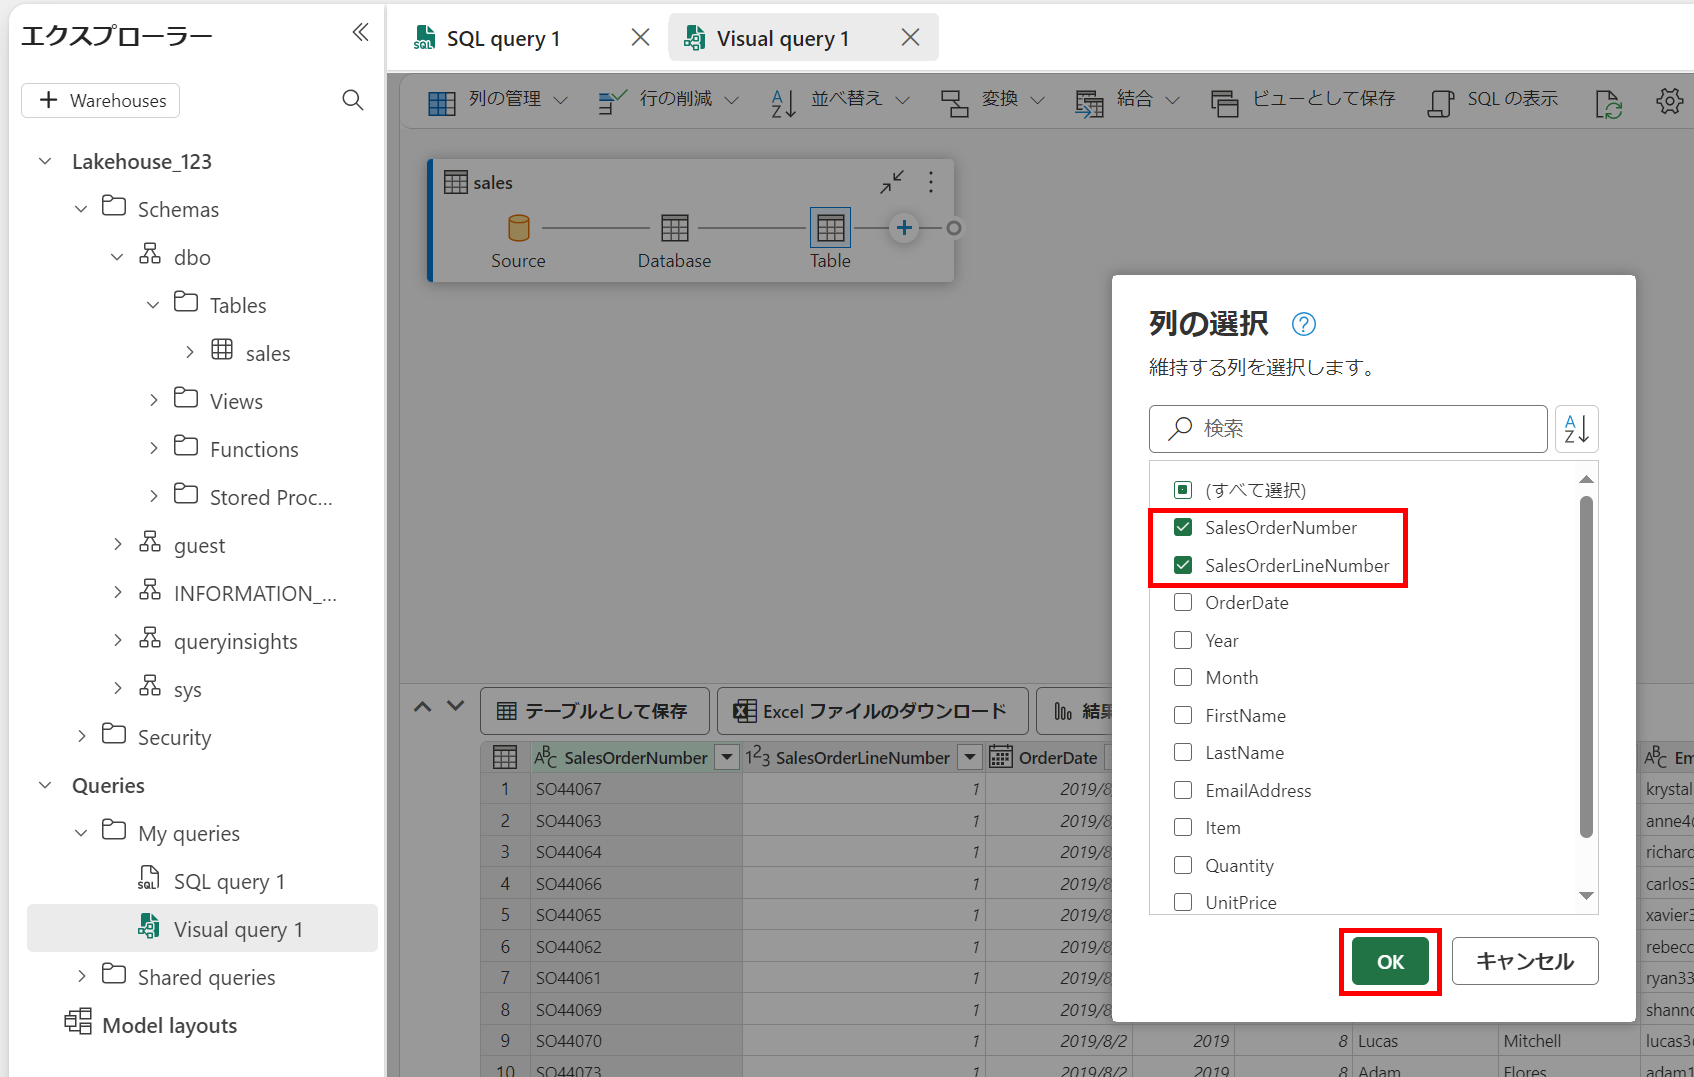 エクスプローラー
Warehouses
Lakehouse_123
Schemas
dbo
Tables
sales
Views
Functions
Stored Proc...
guest
INFORMATION_...
queryinsights
sys
Security
Queries
My queries
SQL query 1
Visual query 1
Shared queries
Model layouts
SQL query 1
Visual query 1
列の管理 行の削減 並べ替え 変換 結合 ビューとして保存 SQL の表示
sales
Source Database Table
テーブルとして保存 Excel ファイルのダウンロード 結果
SalesOrderNumber 123 SalesOrderLineNumber OrderDate Em
1 SO44067 1 2019/8/ krystal
2 SO44063 1 2019/8/ anne4
3 SO44064 1 2019/8/ richard
4 SO44066 1 2019/8/ carlos3
5 SO44065 1 2019/8/ xavier3
6 SO44062 1 2019/8/ rebecc
7 SO44061 1 2019/8/ ryan33
8 SO44069 1 2019/8/ shann
9 SO44070 1 2019/8/2 2019 8 Lucas Mitchell lucas3
10 SO44073 1 2019/8/2 2019 8 Adam Flores adam1
列の選択
維持する列を選択します。
検索
(すべて選択)
SalesOrderNumber
SalesOrderLineNumber
OrderDate
Year
Month
FirstName
LastName
EmailAddress
Item
Quantity
UnitPrice
OK キャンセル